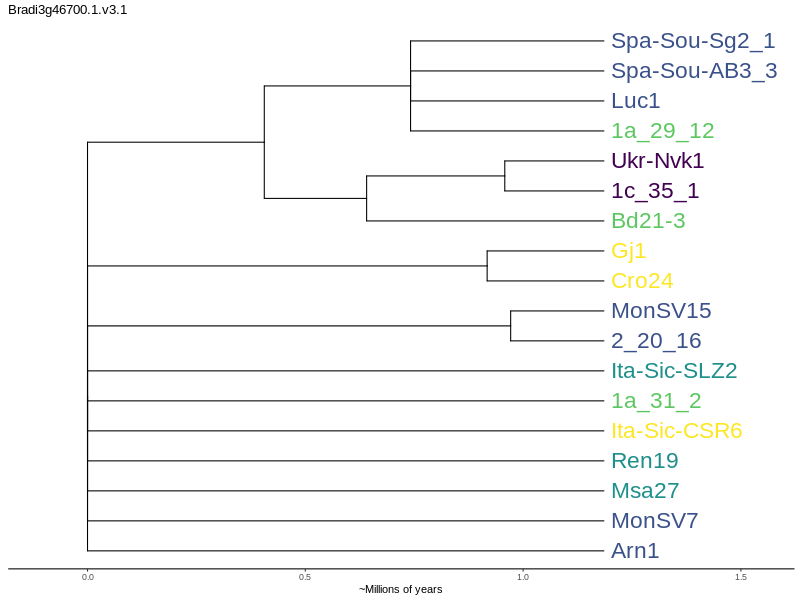 Bradi3g46700.1.v3.1
Spa-Sou-Sg2_1
Spa-Sou-AB3_3
Luc1
1a_29_12
Ukr-Nvk1
1c_35_1
Bd21-3
Gj1
Cro24
MonSV15
2_20_16
Ita-Sic-SLZ2
1a_31_2
Ita-Sic-CSR6
Ren19
Msa27
MonSV7
Arn1
0.0 0.5 1.0 1.5
~Millions of years